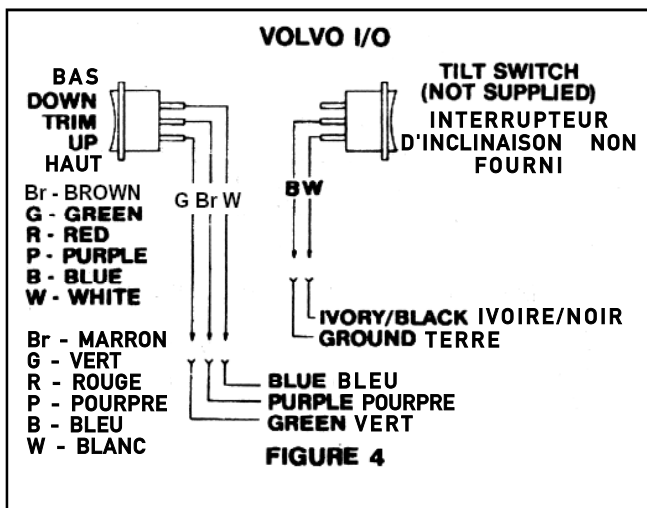 VOLVO I/O
BAS
DOWN
TRIM
UP
HAUT
TILT SWITCH
(NOT SUPPLIED)
INTERRUPTEUR
D'INCLINAISON NON
FOURNI
Br - BROWN
G - GREEN
R - RED
P - PURPLE
B - BLUE
W - WHITE
G Br W
B W
Br - MARRON
G - VERT
R - ROUGE
P - POURPRE
B - BLEU
W - BLANC
IVORY/BLACK IVOIRE/NOIR
GROUND TERRE
BLUE BLEU
PURPLE POURPRE
GREEN VERT
FIGURE 4